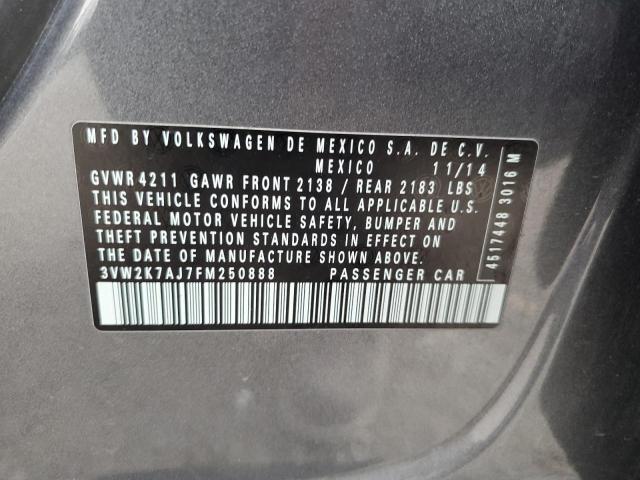 MFD BY VOLKSWAGEN DE MEXICO S.A. DE C.V.
MEXICO 11/14
GVWR 4211 GAWR FRONT 2138 / REAR 2183 LBS
THIS VEHICLE CONFORMS TO ALL APPLICABLE U.S.
FEDERAL MOTOR VEHICLE SAFETY, BUMPER AND
THEFT PREVENTION STANDARDS IN EFFECT ON
THE DATE OF MANUFACTURE SHOWN ABOVE.
3VW2K7AJ7FM250888 PASSENGER CAR
4517448 3016 M